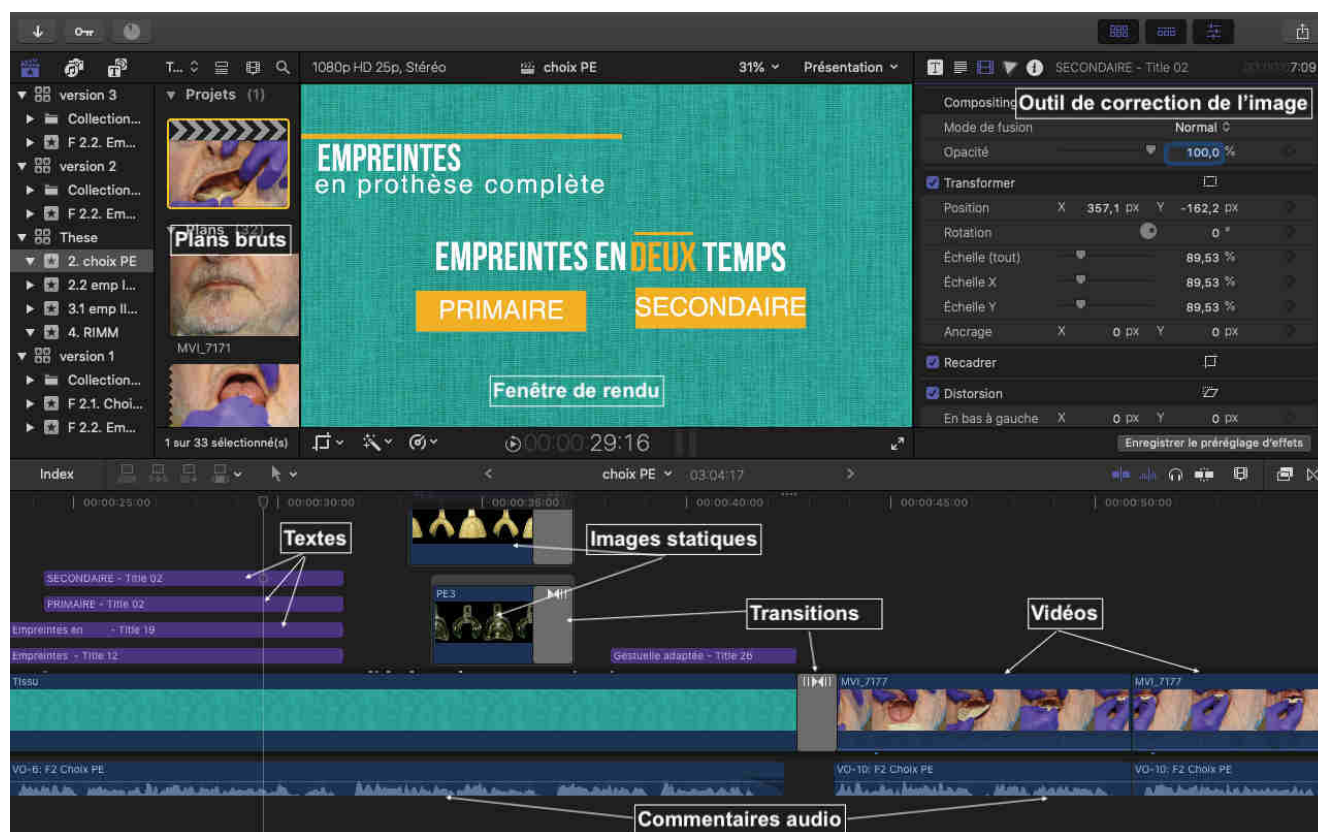 T...
1080p HD 25p, Stéréo
choix PE
31%
Présentation
SECONDAIRE - Title 02
7:09
version 3
Collection...
F 2.2. Em...
version 2
Collection...
F 2.2. Em...
These
2. choix PE
2.2 emp I...
3.1 emp II...
4. RIMM
version 1
Collection...
F 2.1. Choi...
F 2.2. Em...
Projets (1)
Plans (32)
Plans bruts
MVI_7171
1 sur 33 sélectionné(s)
EMPREINTES
en prothèse complète
EMPREINTES EN DEUX TEMPS
PRIMAIRE
SECONDAIRE
Fenêtre de rendu
00:00:29:16
Compositing
Outil de correction de l'image
Mode de fusion Normal
Opacité 100,0 %
Transformer
Position X 357,1 px Y -162,2 px
Rotation 0 °
Échelle (tout) 89,53 %
Échelle X 89,53 %
Échelle Y 89,53 %
Ancrage X 0 px Y 0 px
Recadrer
Distorsion
En bas à gauche X 0 px Y 0 px
Enregistrer le préréglage d'effets
Index
choix PE
03:04:17
00:00:25:00
00:00:30:00
00:00:35:00
00:00:40:00
00:00:45:00
00:00:50:00
Textes
Images statiques
SECONDAIRE - Title 02
PRIMAIRE - Title 02
PE3
Transitions
Vidéos
Empreintes en - Title 19
Empreintes - Title 12
Gestuelle adaptée - Title 26
Tissu
MVI_7177
MVI_7177
VO-6: F2 Choix PE
VO-10: F2 Choix PE
VO-10: F2 Choix PE
Commentaires audio